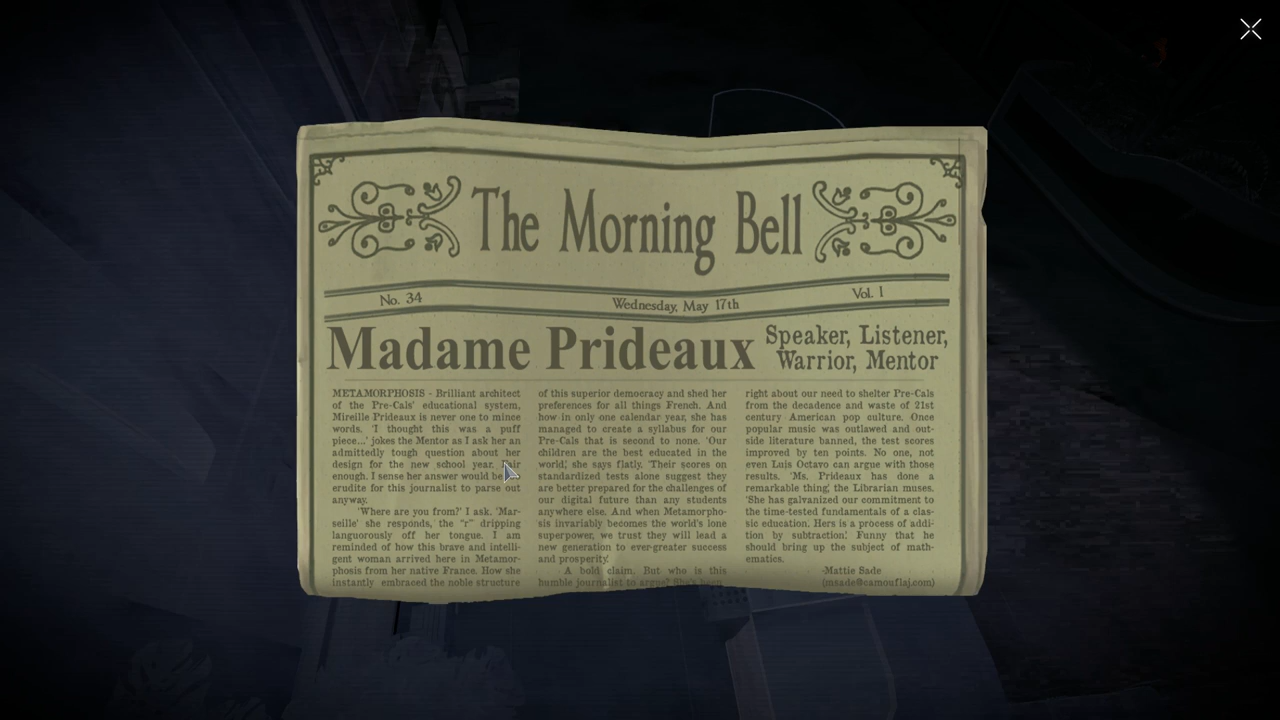 The Morning Bell
No. 34
Wednesday, May 17th
Vol. 1
Madame Prideaux
Speaker, Listener,
Warrior, Mentor
METAMORPHOSIS - Brilliant architect
of the Pre-Cals' educational system,
Mireille Prideaux is never one to mince
words. 'I thought this was a puff
piece...' jokes the Mentor as I ask her an
admittedly tough question about her
design for the new school year. Fair
enough. I sense her answer would be
erudite for this journalist to parse out
anyway.
'Where are you from?' I ask. 'Mar-
seille' she responds, the "r" dripping
languorously off her tongue. I am
reminded of how this brave and intelli-
gent woman arrived here in Metamor-
phosis from her native France. How she
instantly embraced the noble structure
of this superior democracy and shed her
preferences for all things French. And
how in only one calendar year, she has
managed to create a syllabus for our
Pre-Cals that is second to none. 'Our
children are the best educated in the
world,' she says flatly. 'Their scores on
standardized tests alone suggest they
are better prepared for the challenges of
our digital future than any students
anywhere else. And when Metamorpho-
sis invariably becomes the world's lone
superpower, we trust they will lead a
new generation to ever-greater success
and prosperity.'
A bold claim. But who is this
humble journalist to argue? She's been
right about our need to shelter Pre-Cals
from the decadence and waste of 21st
century American pop culture. Once
popular music was outlawed and out-
side literature banned, the test scores
improved by ten points. No one, not
even Luis Octavo can argue with those
results. 'Ms. Prideaux has done a
remarkable thing,' the Librarian muses.
'She has galvanized our commitment to
the time-tested fundamentals of a clas-
sic education. Hers is a process of addi-
tion by subtraction.' Funny that he
should bring up the subject of math-
ematics.
-Mattie Sade
(msade@camouflaj.com)